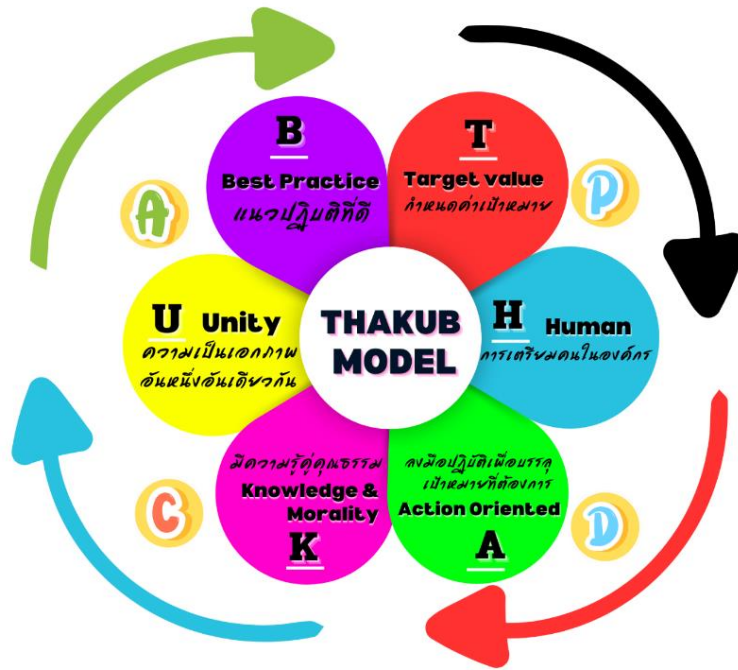 B
Best Practice
แนวปฏิบัติที่ดี
T
Target value
กำหนดค่าเป้าหมาย
A
P
U Unity
ความเป็นเอกภาพ
อันหนึ่งอันเดียวกัน
THAKUB
MODEL
H Human
การเตรียมคนในองค์กร
มีความรู้คู่คุณธรรม
Knowledge &
Morality
K
ลงมือปฏิบัติเพื่อบรรลุ
เป้าหมายที่ต้องการ
Action Oriented
A
C
D